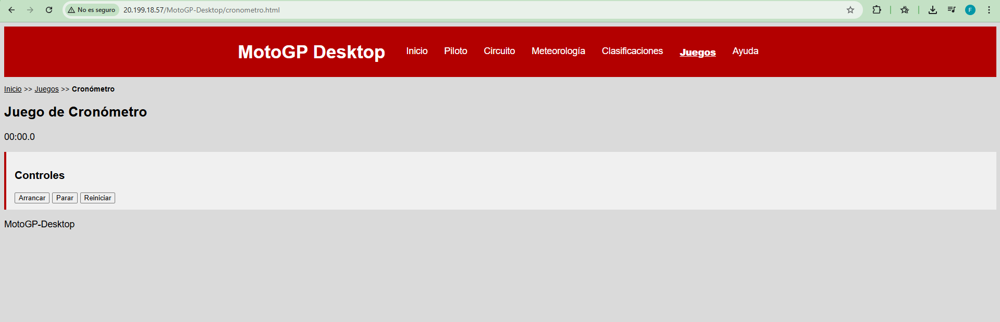 No es seguro 20.199.18.57/MotoGP-Desktop/cronometro.html F
MotoGP Desktop Inicio Piloto Circuito Meteorología Clasificaciones Juegos Ayuda
Inicio >> Juegos >> Cronómetro
Juego de Cronómetro
00:00.0
Controles
Arrancar Parar Reiniciar
MotoGP-Desktop